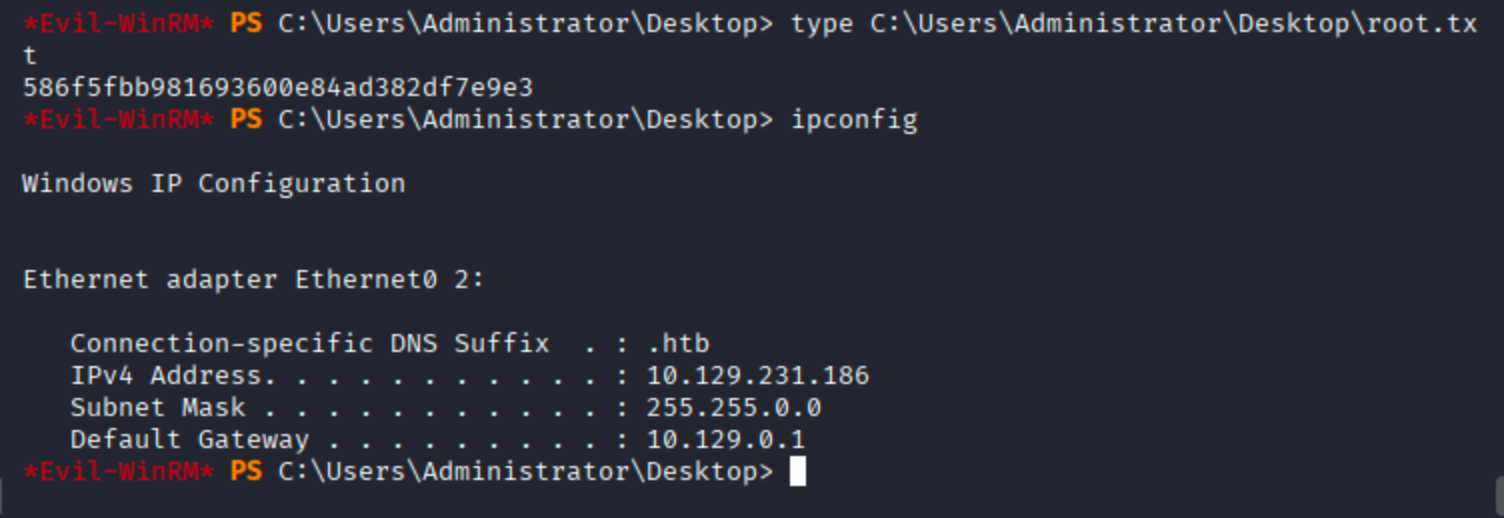 *Evil-WinRM* PS C:\Users\Administrator\Desktop> type C:\Users\Administrator\Desktop\root.tx
t
586f5fbb981693600e84ad382df7e9e3
*Evil-WinRM* PS C:\Users\Administrator\Desktop> ipconfig
Windows IP Configuration
Ethernet adapter Ethernet0 2:
Connection-specific DNS Suffix  . : .htb
IPv4 Address. . . . . . . . . . . : 10.129.231.186
Subnet Mask . . . . . . . . . . . : 255.255.0.0
Default Gateway . . . . . . . . . : 10.129.0.1
*Evil-WinRM* PS C:\Users\Administrator\Desktop>